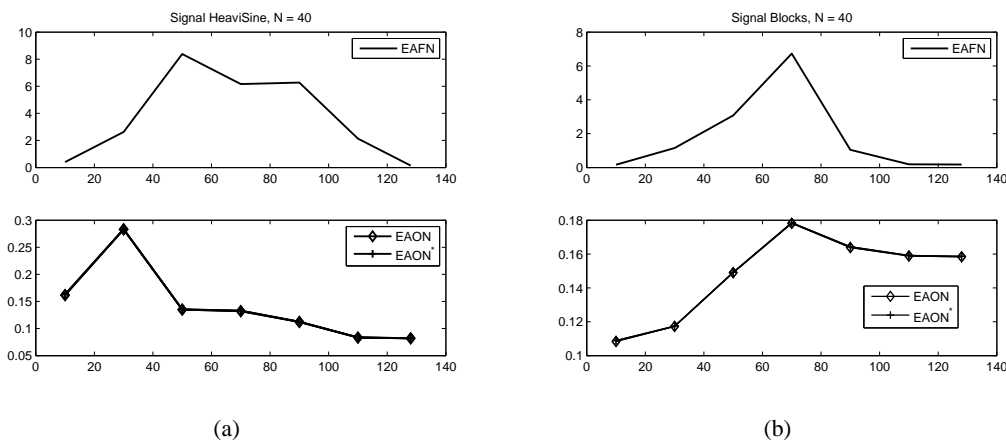 Signal HeaviSine, N = 40
10
8
6
4
2
0
EAFN
0 20 40 60 80 100 120 140
0.3
0.25
0.2
0.15
0.1
0.05
EAON
EAON*
0 20 40 60 80 100 120 140
(a)
Signal Blocks, N = 40
8
6
4
2
0
EAFN
0 20 40 60 80 100 120 140
0.18
0.16
0.14
0.12
0.1
EAON
EAON*
0 20 40 60 80 100 120 140
(b)